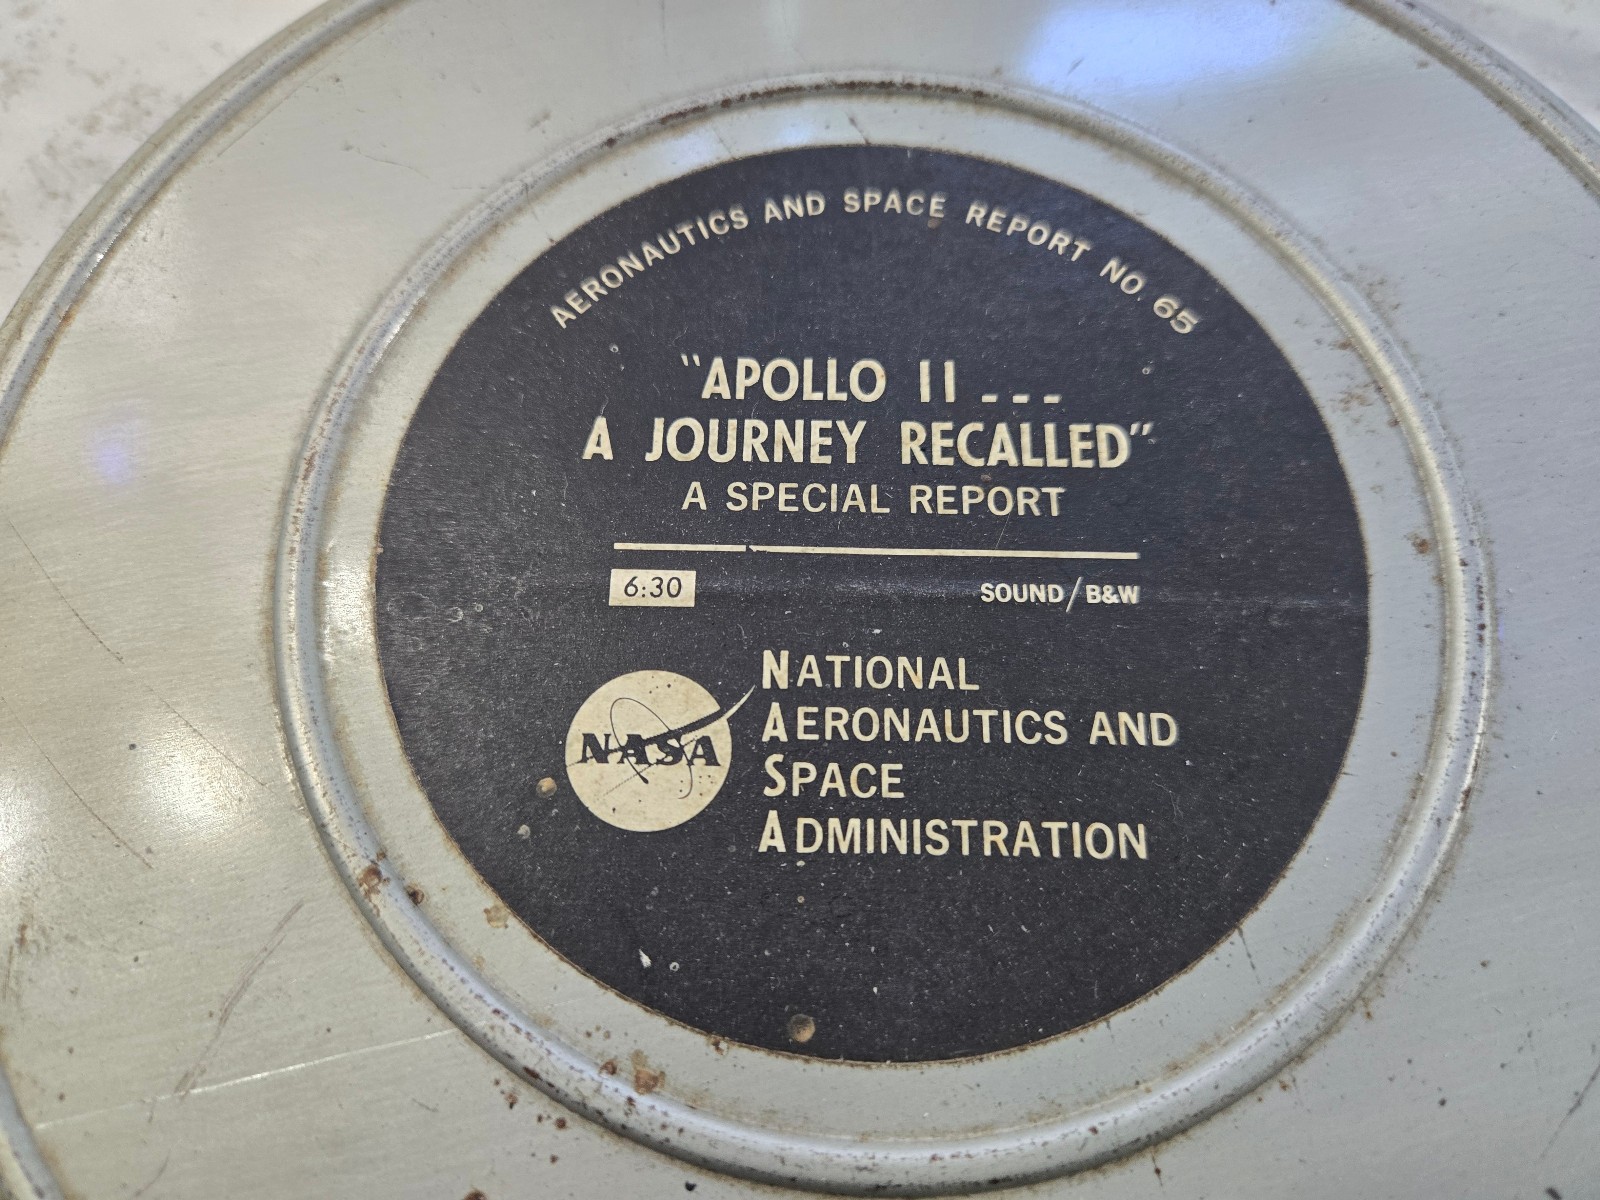 AERONAUTICS AND SPACE REPORT NO. 65
"APOLLO 11 ---
A JOURNEY RECALLED"
A SPECIAL REPORT
6:30
SOUND/B&W
NASA
NATIONAL
AERONAUTICS AND
SPACE
ADMINISTRATION